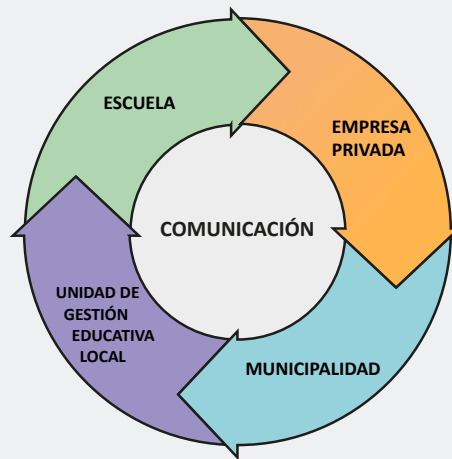 ESCUELA
EMPRESA
PRIVADA
COMUNICACIÓN
UNIDAD DE
GESTIÓN
EDUCATIVA
LOCAL
MUNICIPALIDAD